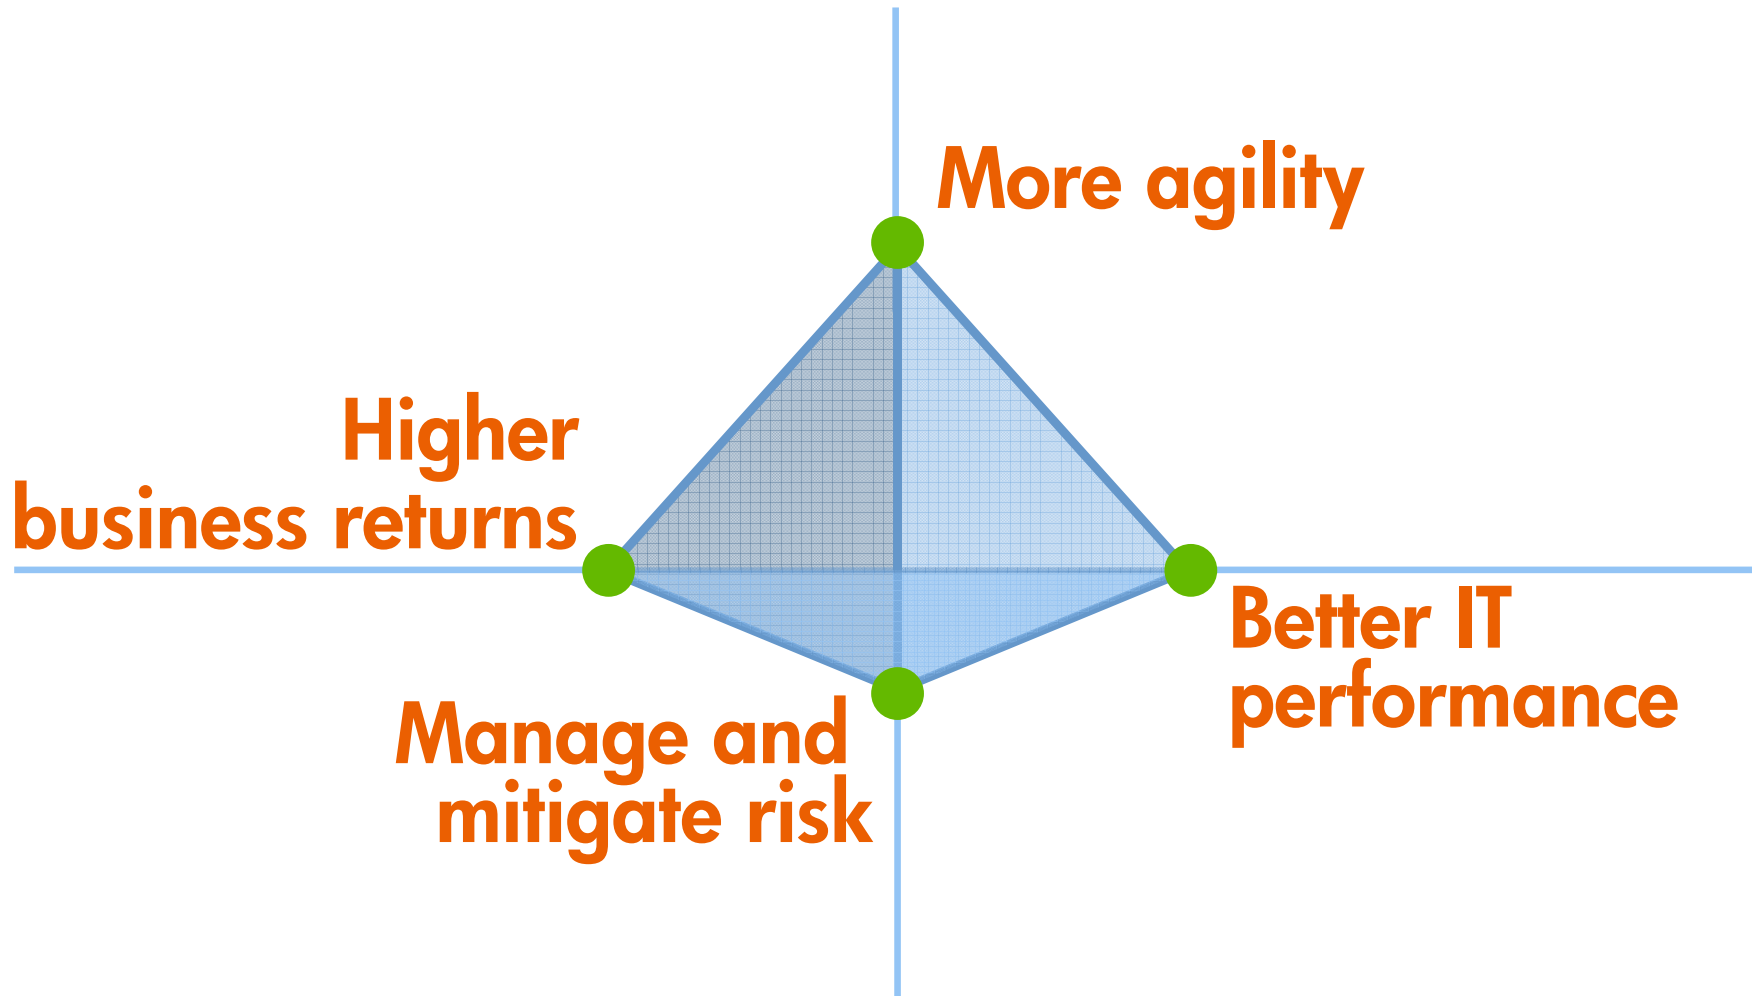 More agility
Higher
business returns
Better IT
performance
Manage and
mitigate risk